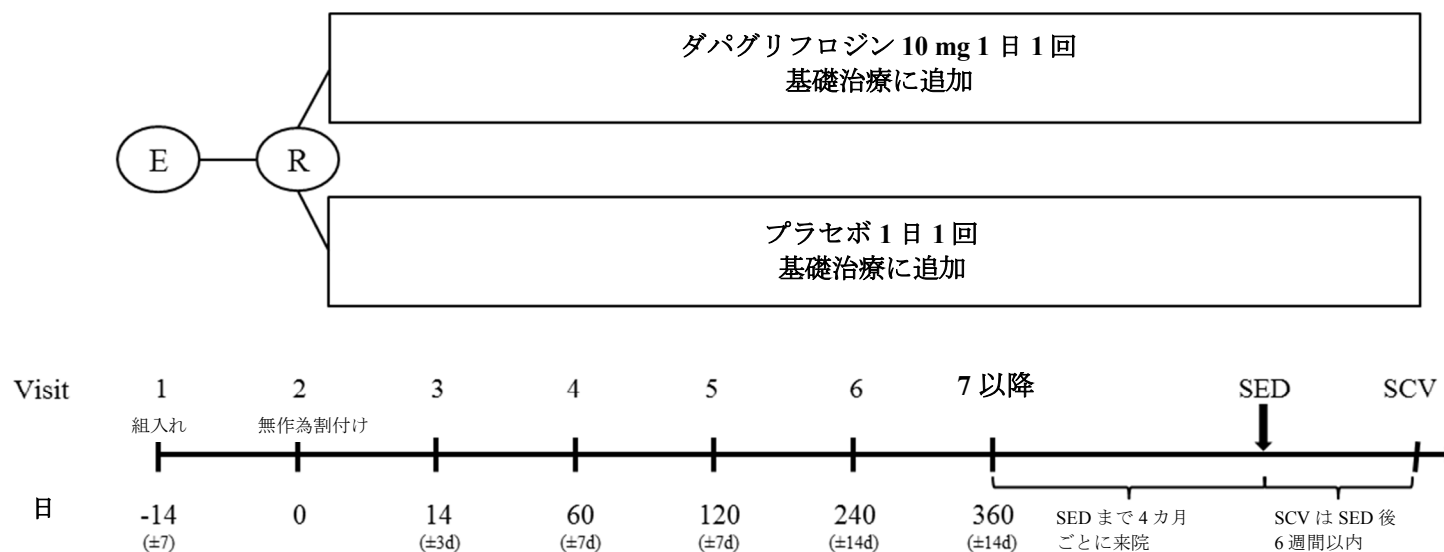 ダパグリフロジン 10 mg 1 日 1 回
基礎治療に追加
E
R
プラセボ 1 日 1 回
基礎治療に追加
Visit 1 2 3 4 5 6 7 以降 SED SCV
組入れ 無作為割付け
日 -14 0 14 60 120 240 360
(±7) (±3d) (±7d) (±7d) (±14d) (±14d)
SED まで 4 カ月
ごとに来院
SCV は SED 後
6 週間以内